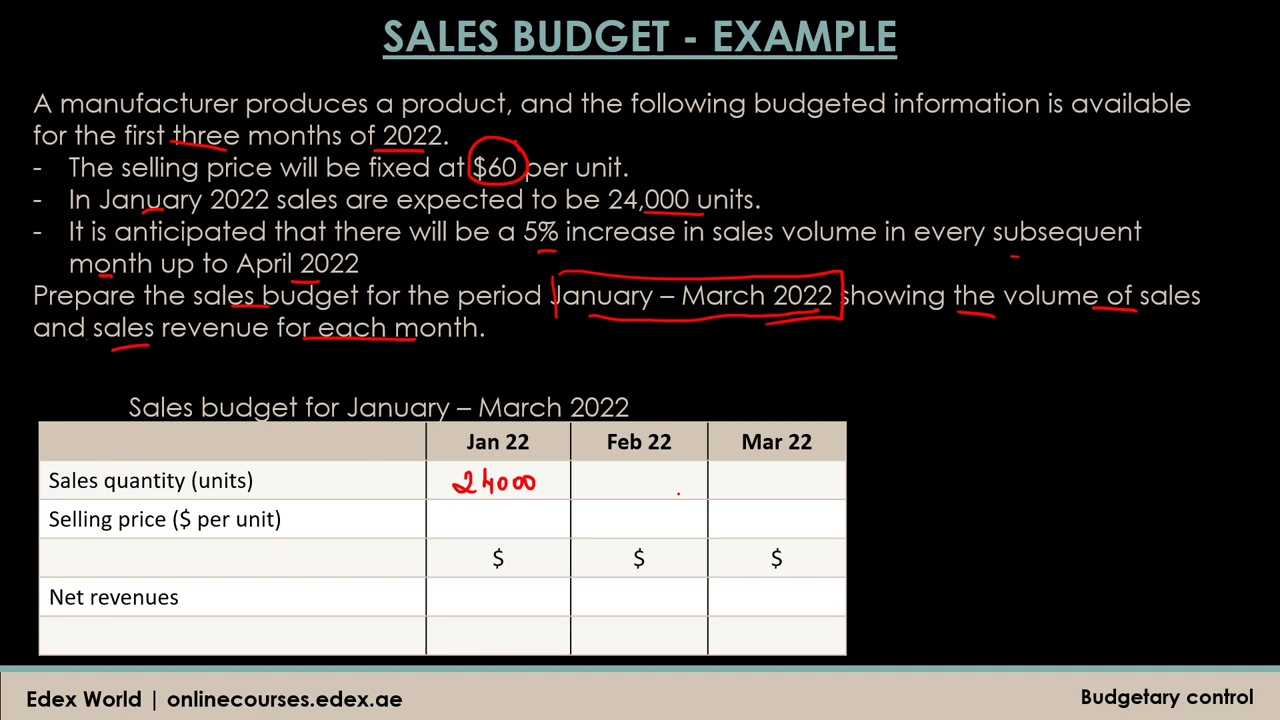 SALES BUDGET - EXAMPLE
A manufacturer produces a product, and the following budgeted information is available
for the first three months of 2022.
- The selling price will be fixed at $60 per unit.
- In January 2022 sales are expected to be 24,000 units.
- It is anticipated that there will be a 5% increase in sales volume in every subsequent
month up to April 2022
Prepare the sales budget for the period January – March 2022 showing the volume of sales
and sales revenue for each month.
Sales budget for January – March 2022
Jan 22 Feb 22 Mar 22
Sales quantity (units) 24000
Selling price ($ per unit)
$ $ $
Net revenues
Edex World | onlinecourses.edex.ae Budgetary control